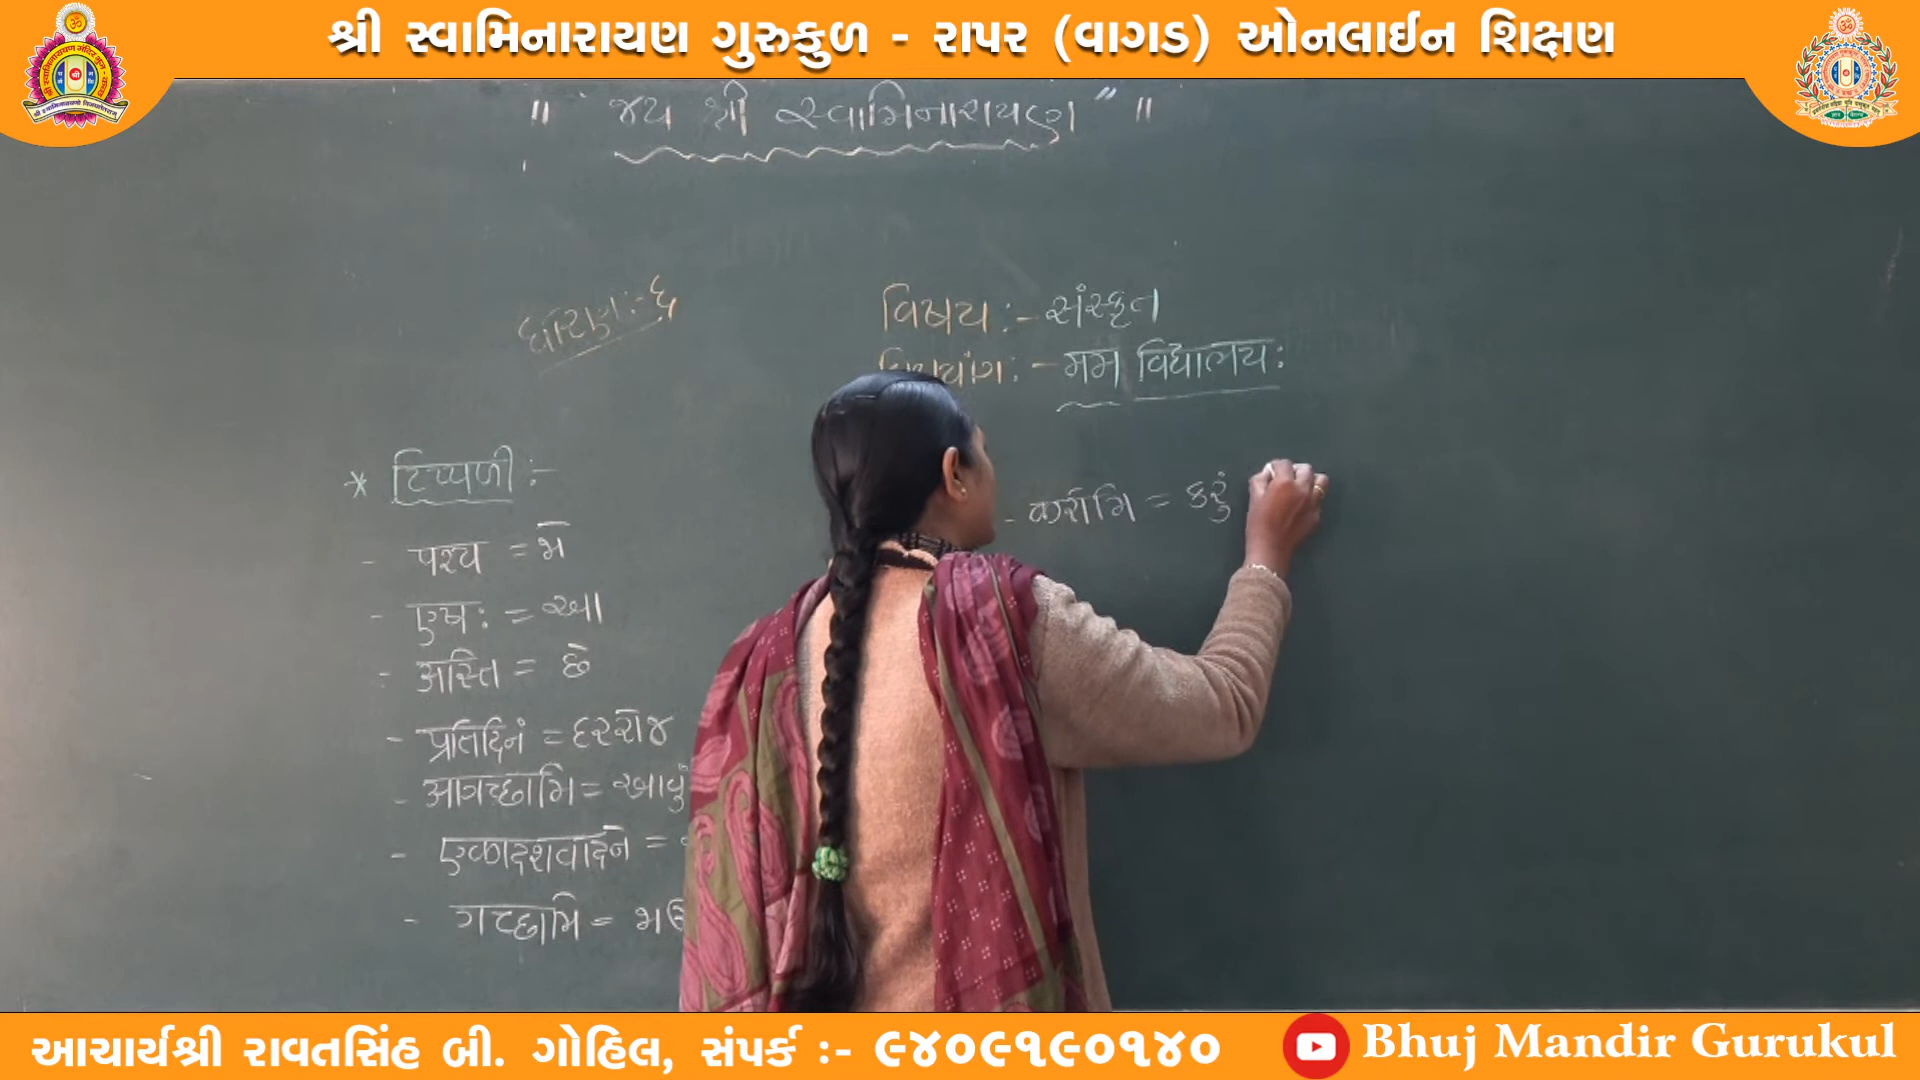 શ્રી સ્વામિનારાયણ ગુરુકુળ - રાપર (વાગડ) ઓનલાઈન શિક્ષણ
॥ " જય શ્રી સ્વામિનારાયણ " ॥
ધોરણ :- ૬
વિષય :- સંસ્કૃત
:- मम विद्यालय:
* टिप्पणी :-
- पश्य = જો
- एष: = આ
- अस्ति = છે
- प्रतिदिनं = દરરોજ
- आगच्छामि = આવું
- एकादशवादने =
- गच्छामि = જાઉં
- करोमि = કરું
આચાર્યશ્રી રાવતસિંહ બી. ગોહિલ, સંપર્ક :- ૯૪૦૯૧૯૦૧૪૦
Bhuj Mandir Gurukul